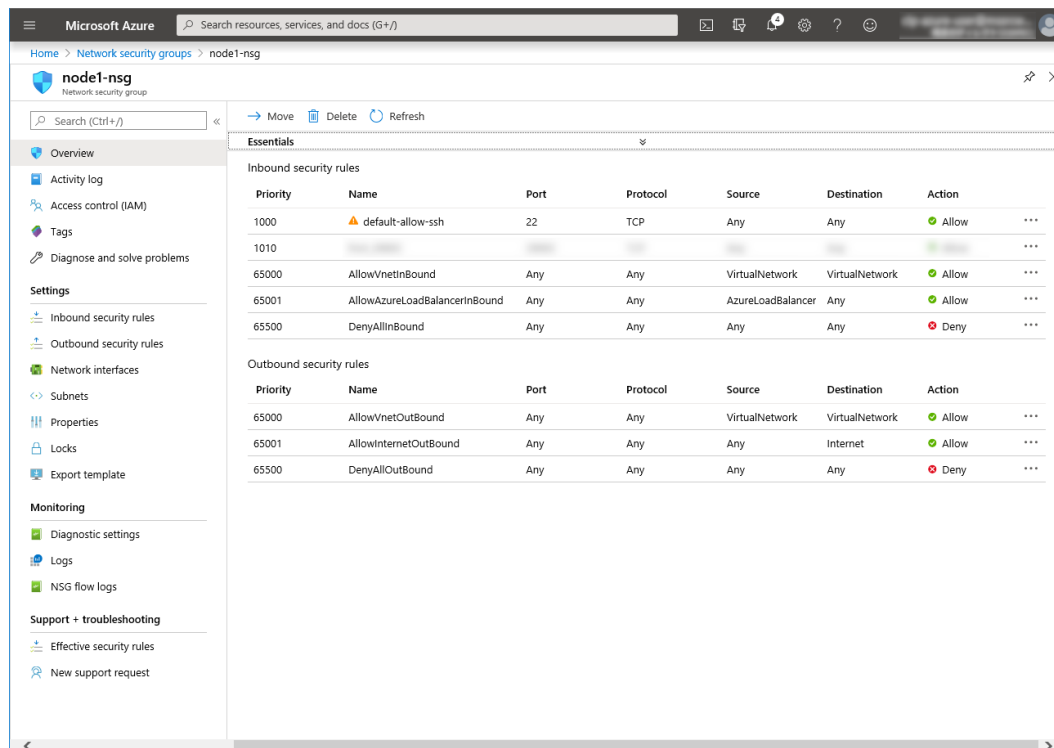 Microsoft Azure Search resources, services, and docs (G+/) 4
Home > Network security groups > node1-nsg
node1-nsg
Network security group
Search (Ctrl+/) «
Overview
Activity log
Access control (IAM)
Tags
Diagnose and solve problems
Settings
Inbound security rules
Outbound security rules
Network interfaces
Subnets
Properties
Locks
Export template
Monitoring
Diagnostic settings
Logs
NSG flow logs
Support + troubleshooting
Effective security rules
New support request
Move Delete Refresh
Essentials
Inbound security rules
Priority Name Port Protocol Source Destination Action
1000 default-allow-ssh 22 TCP Any Any Allow ...
1010 ...
65000 AllowVnetInBound Any Any VirtualNetwork VirtualNetwork Allow ...
65001 AllowAzureLoadBalancerInBound Any Any AzureLoadBalancer Any Allow ...
65500 DenyAllInBound Any Any Any Any Deny ...
Outbound security rules
Priority Name Port Protocol Source Destination Action
65000 AllowVnetOutBound Any Any VirtualNetwork VirtualNetwork Allow ...
65001 AllowInternetOutBound Any Any Any Internet Allow ...
65500 DenyAllOutBound Any Any Any Any Deny ...